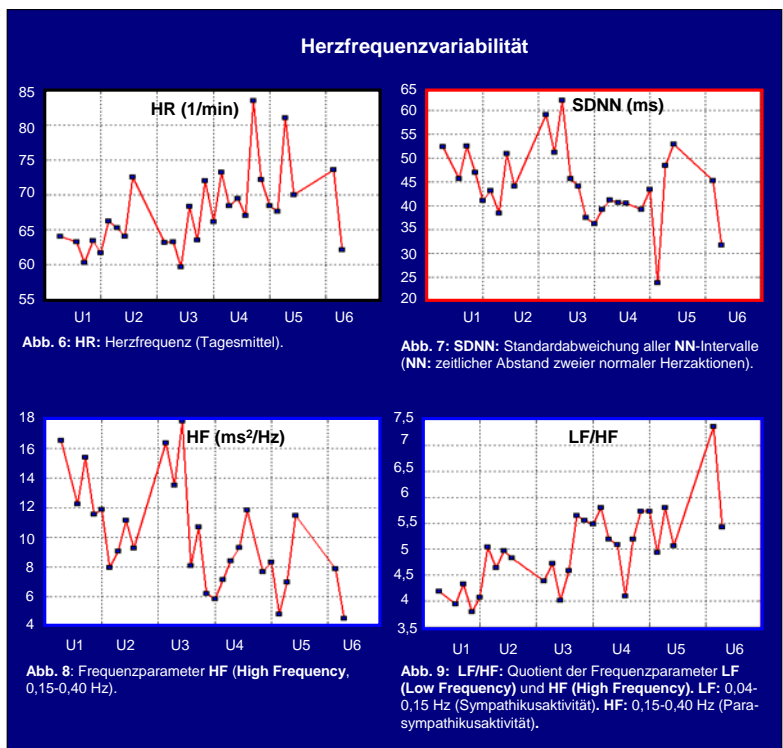 Herzfrequenzvariabilität
HR (1/min)
85
80
75
70
65
60
55
U1 U2 U3 U4 U5 U6
Abb. 6: HR: Herzfrequenz (Tagesmittel).
SDNN (ms)
65
60
55
50
45
40
35
30
25
20
U1 U2 U3 U4 U5 U6
Abb. 7: SDNN: Standardabweichung aller NN-Intervalle
(NN: zeitlicher Abstand zweier normaler Herzaktionen).
HF (ms²/Hz)
18
16
14
12
10
8
6
4
U1 U2 U3 U4 U5 U6
Abb. 8: Frequenzparameter HF (High Frequency,
0,15-0,40 Hz).
LF/HF
7,5
7
6,5
6
5,5
5
4,5
4
3,5
U1 U2 U3 U4 U5 U6
Abb. 9: LF/HF: Quotient der Frequenzparameter LF
(Low Frequency) und HF (High Frequency). LF: 0,04-
0,15 Hz (Sympathikusaktivität). HF: 0,15-0,40 Hz (Para-
sympathikusaktivität).